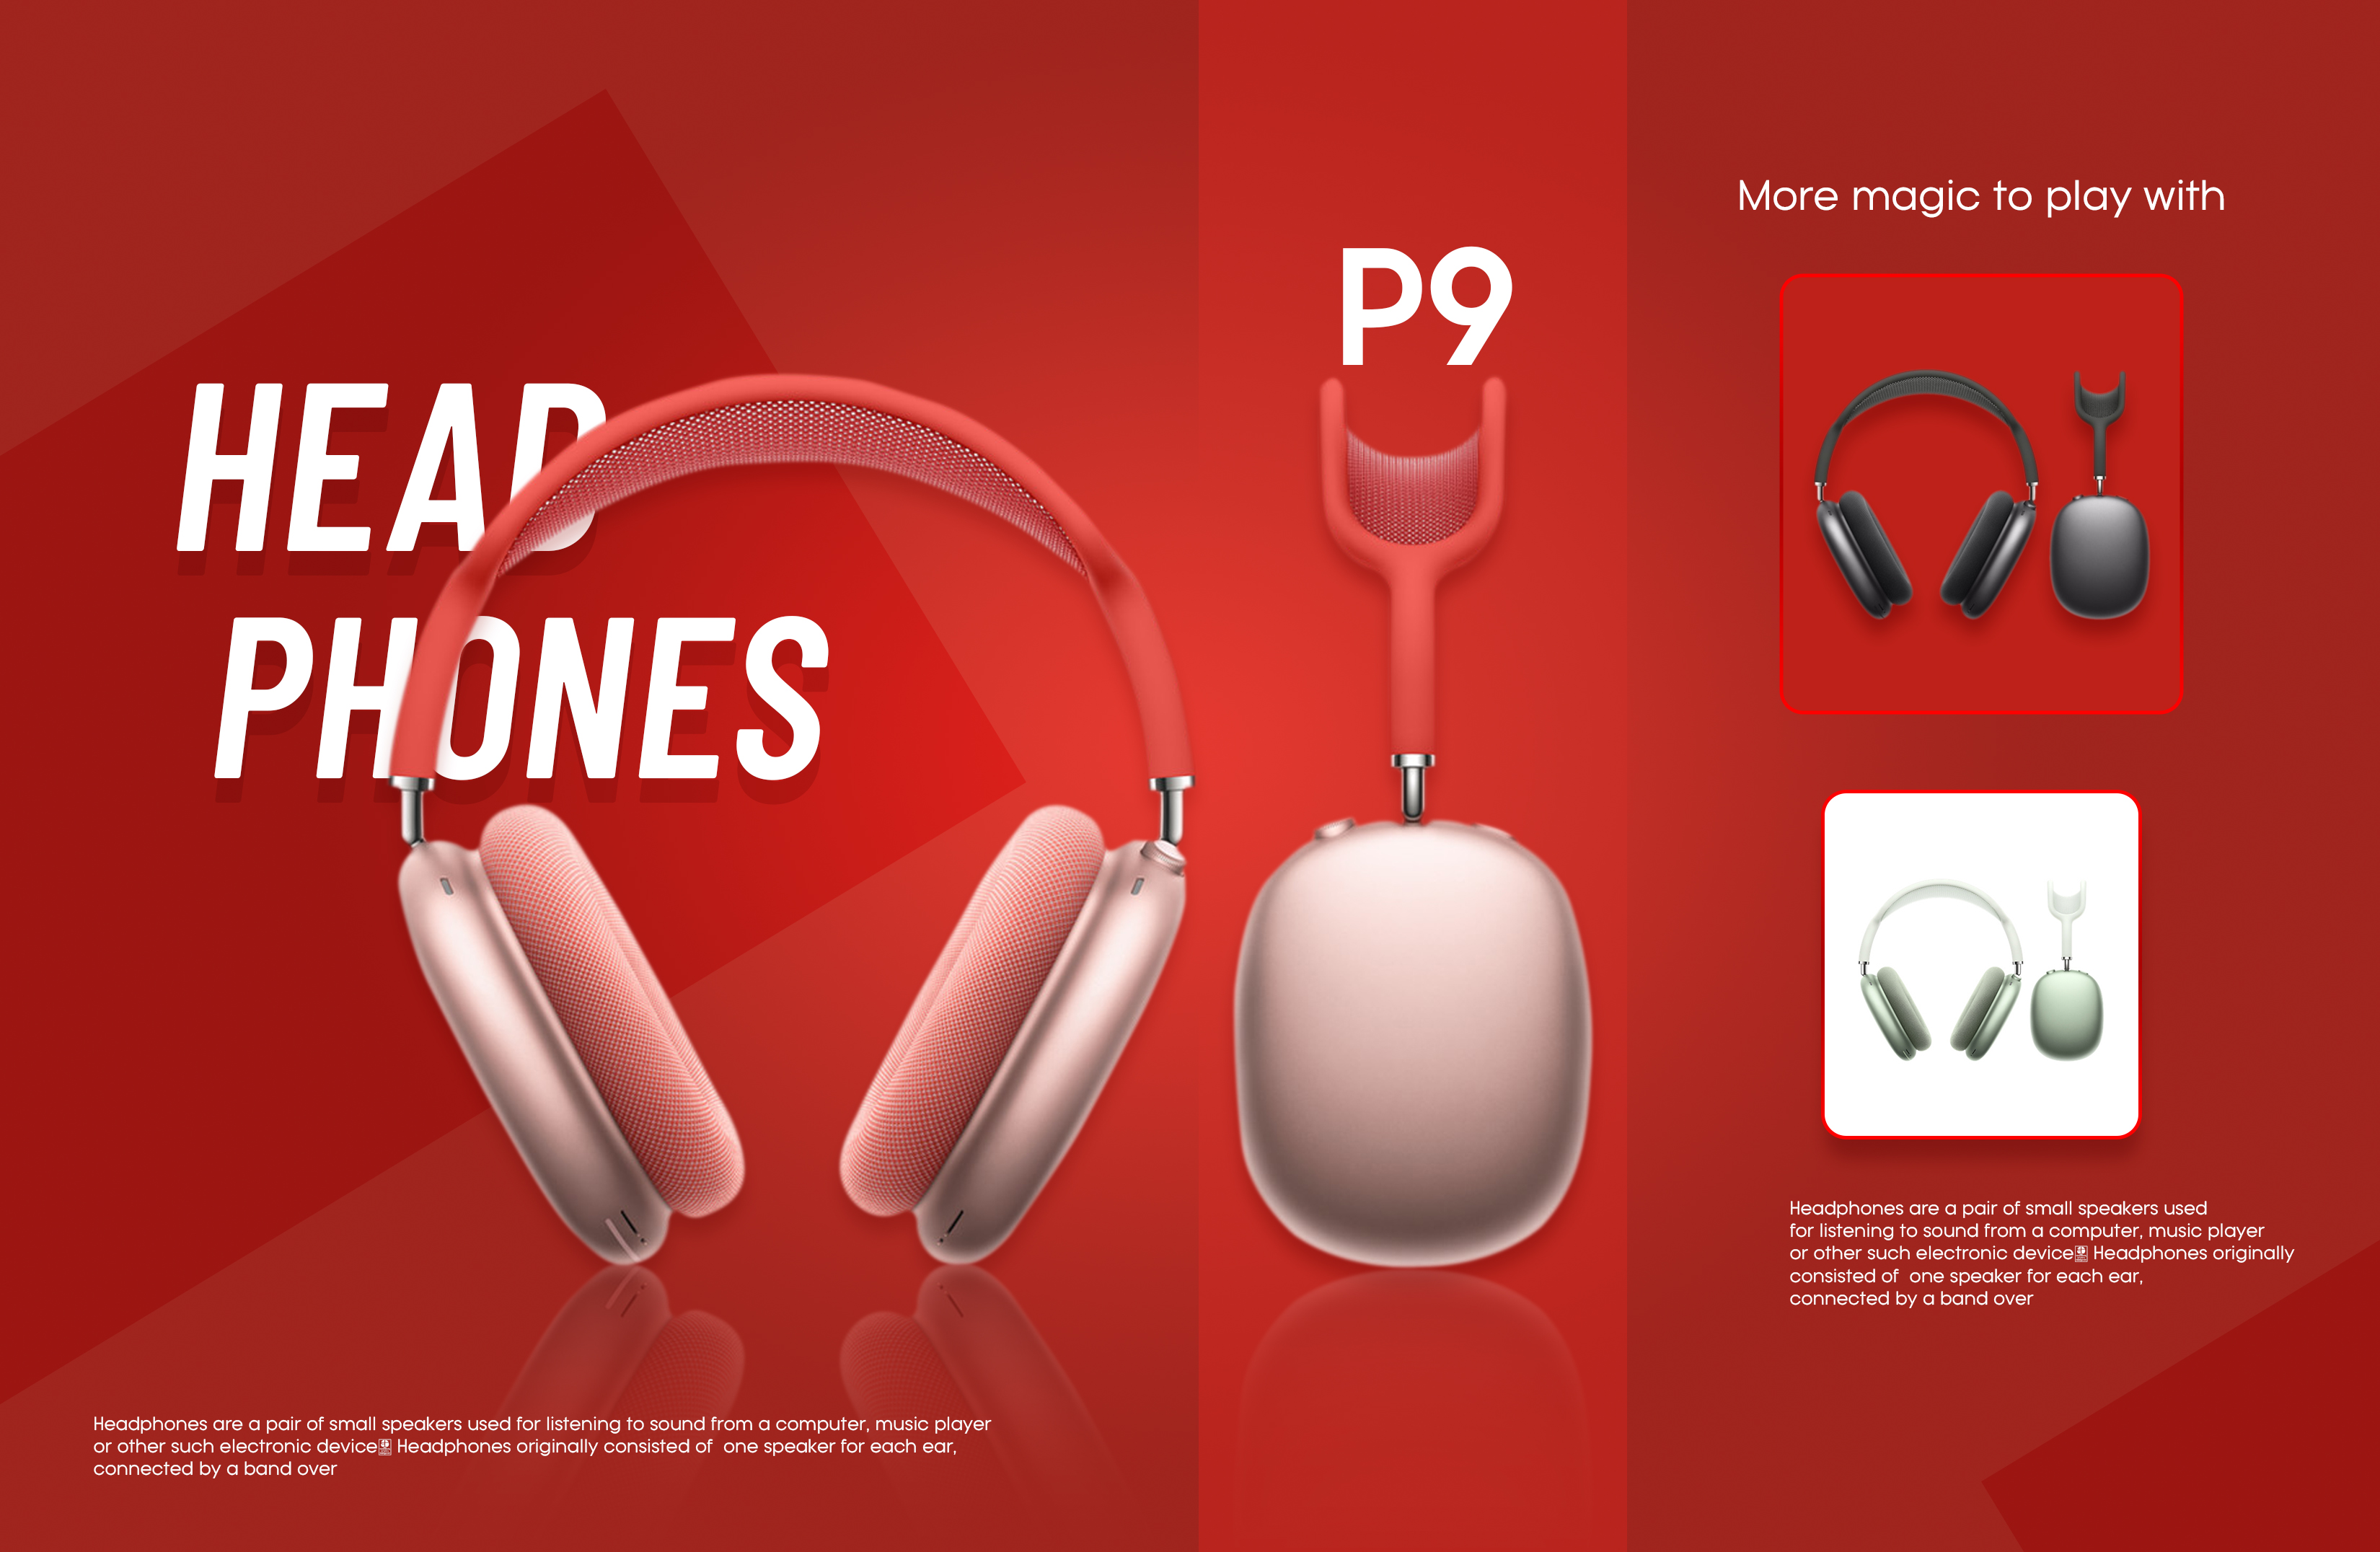 HEAD
PHONES
P9
More magic to play with
Headphones are a pair of small speakers used
for listening to sound from a computer, music player
or other such electronic device Headphones originally
consisted of  one speaker for each ear,
connected by a band over
Headphones are a pair of small speakers used for listening to sound from a computer, music player
or other such electronic device Headphones originally consisted of  one speaker for each ear,
connected by a band over